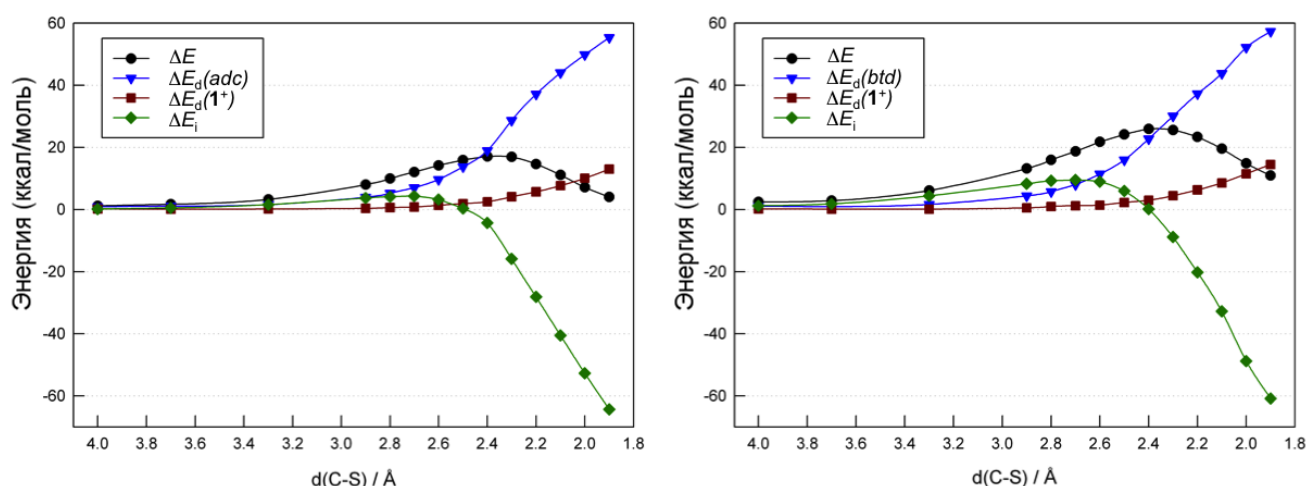 60
40
20
0
-20
-40
-60
Энергия (ккал/моль)
ΔE
ΔEd(adc)
ΔEd(1+)
ΔEi
4.0 3.8 3.6 3.4 3.2 3.0 2.8 2.6 2.4 2.2 2.0 1.8
d(C-S) / Å
60
40
20
0
-20
-40
-60
Энергия (ккал/моль)
ΔE
ΔEd(btd)
ΔEd(1+)
ΔEi
4.0 3.8 3.6 3.4 3.2 3.0 2.8 2.6 2.4 2.2 2.0 1.8
d(C-S) / Å